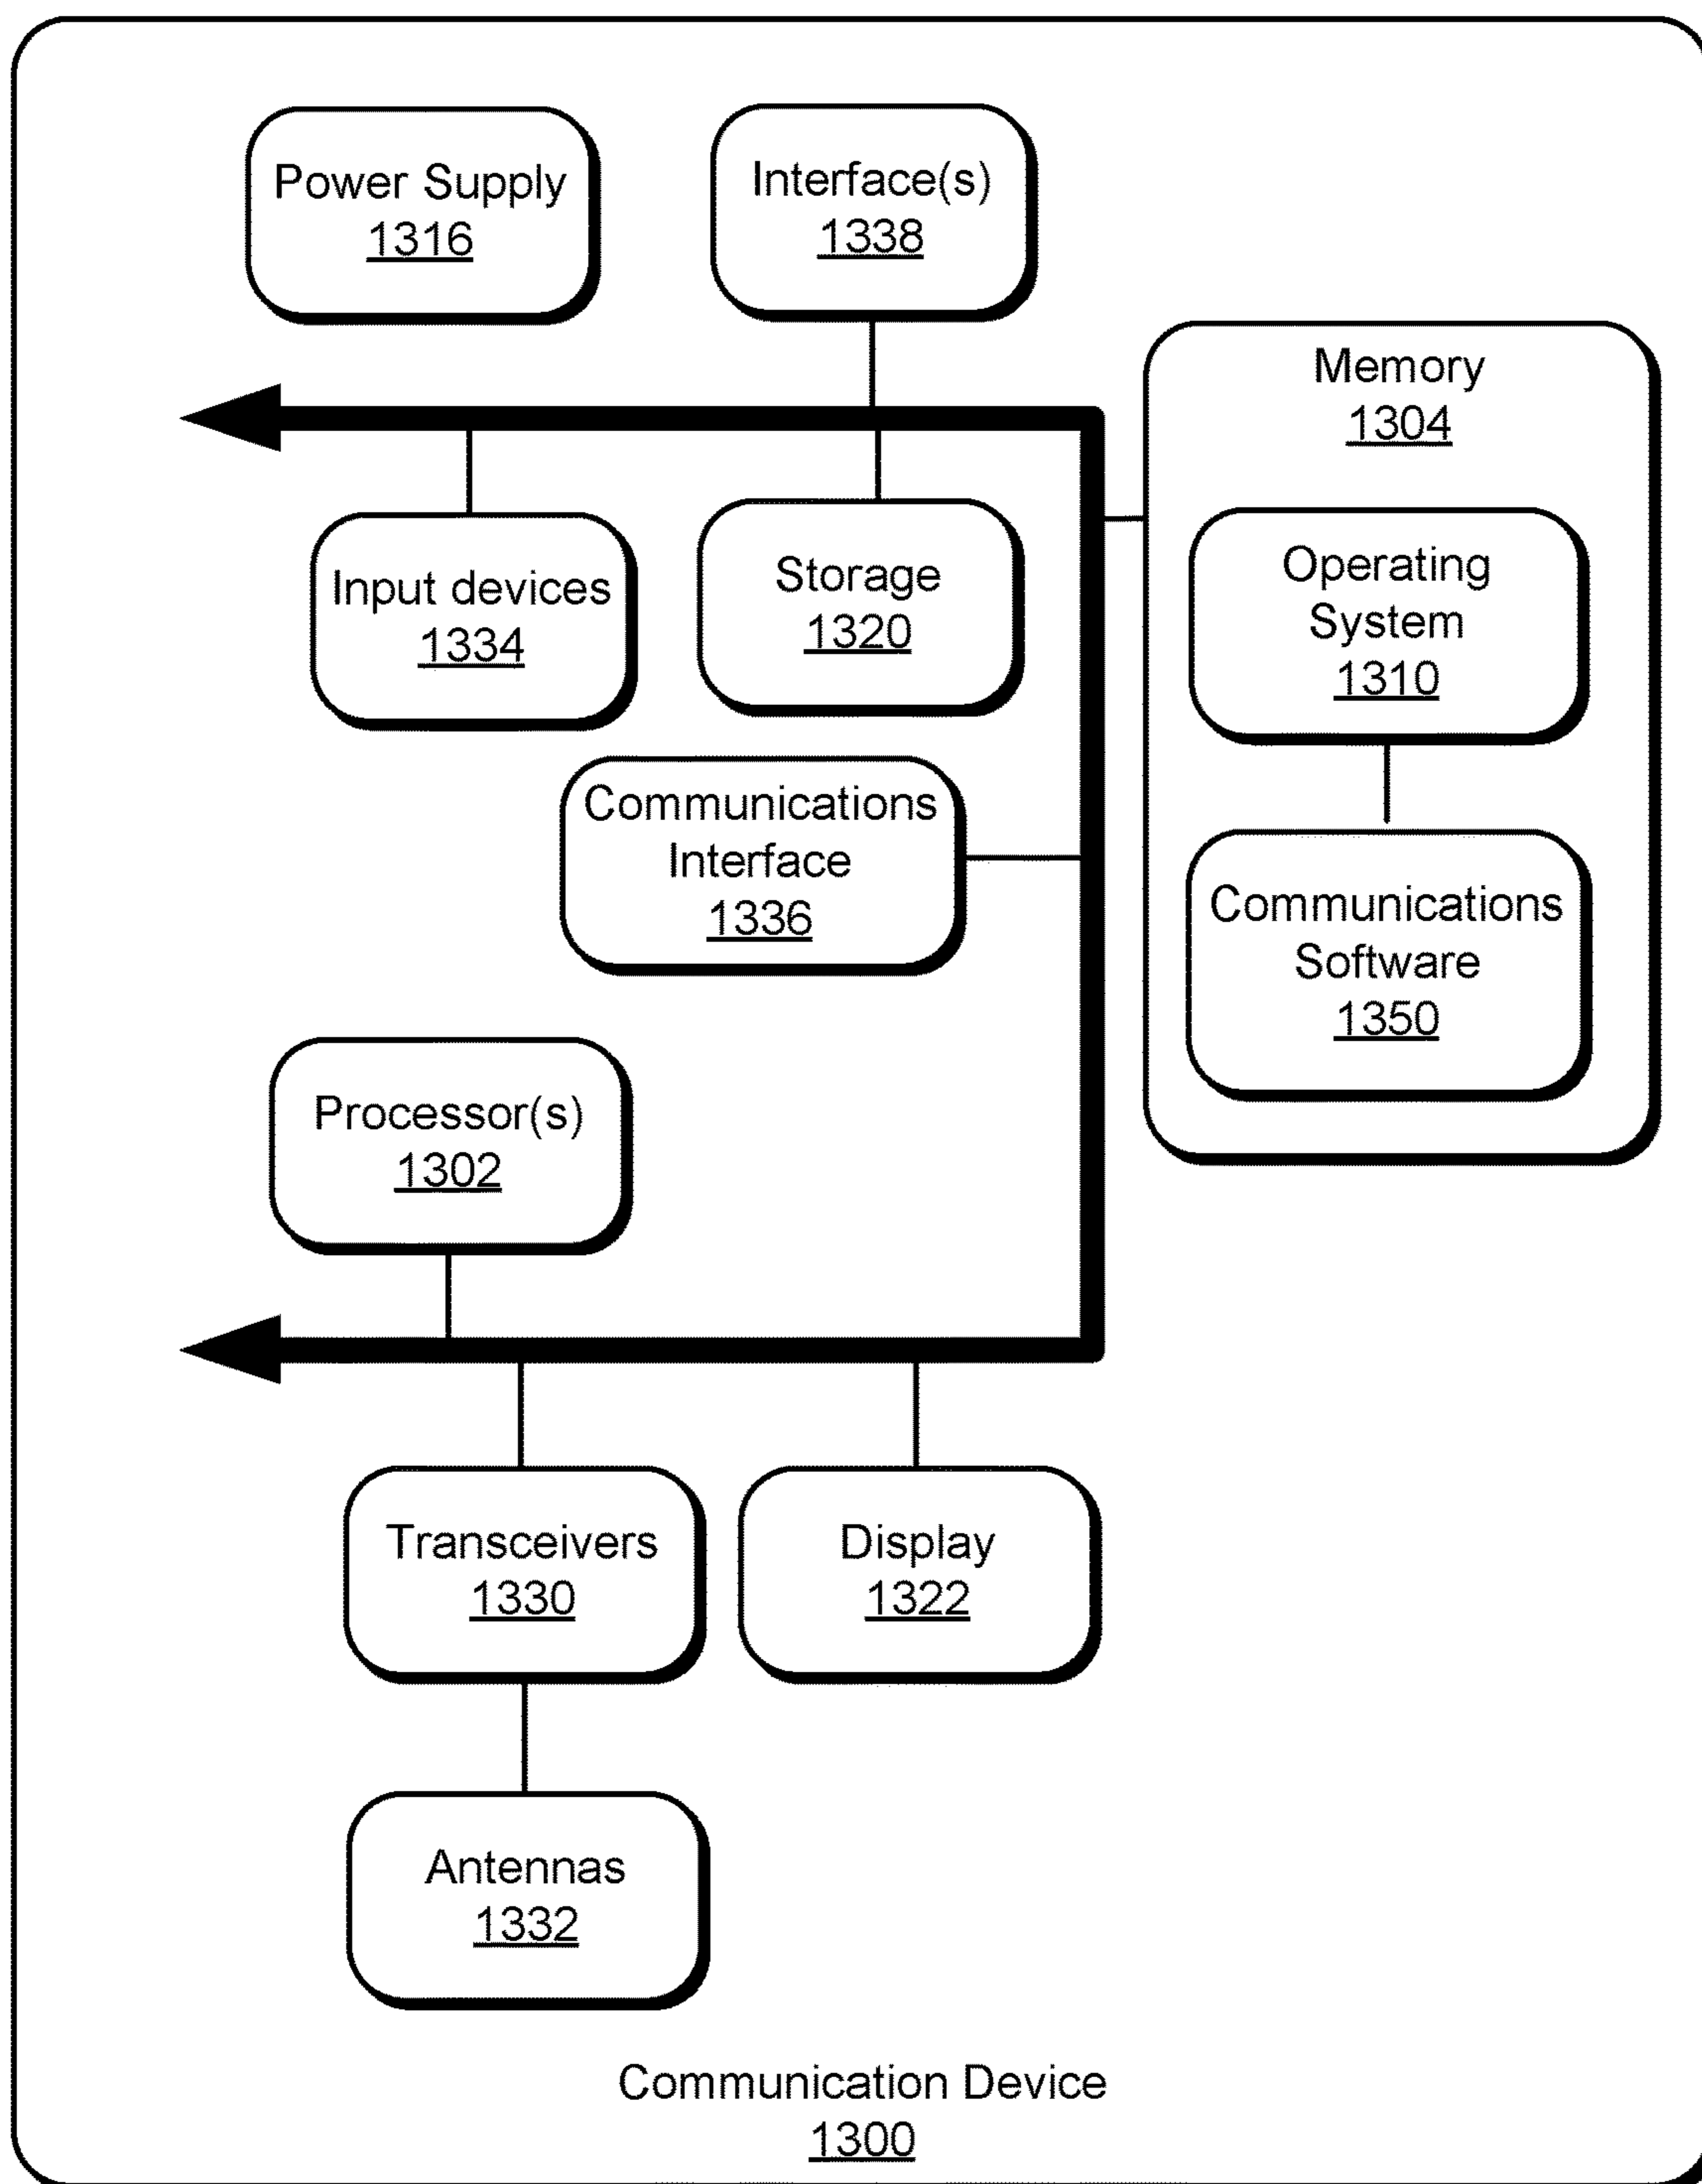 Power Supply
1316
Interface(s)
1338
Memory
1304
Input devices
1334
Storage
1320
Operating
System
1310
Communications
Interface
1336
Communications
Software
1350
Processor(s)
1302
Transceivers
1330
Display
1322
Antennas
1332
Communication Device
1300